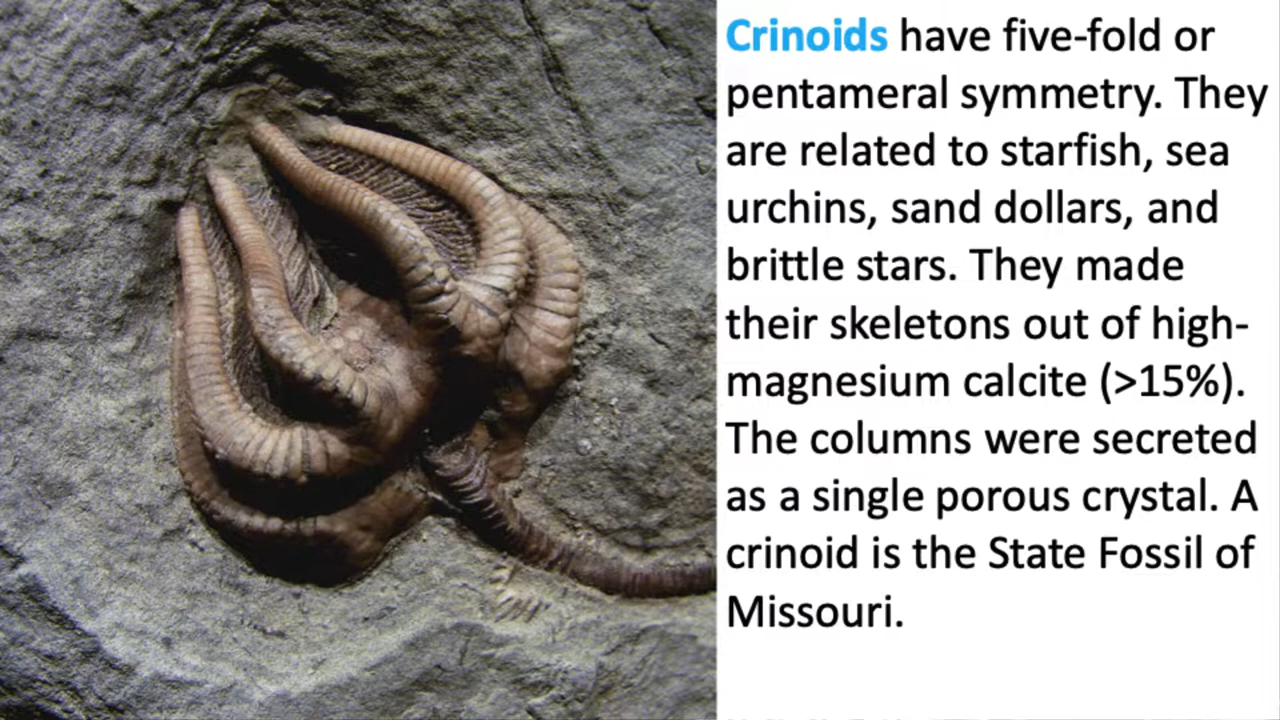 Crinoids have five-fold or
pentameral symmetry. They
are related to starfish, sea
urchins, sand dollars, and
brittle stars. They made
their skeletons out of high-
magnesium calcite (>15%).
The columns were secreted
as a single porous crystal. A
crinoid is the State Fossil of
Missouri.